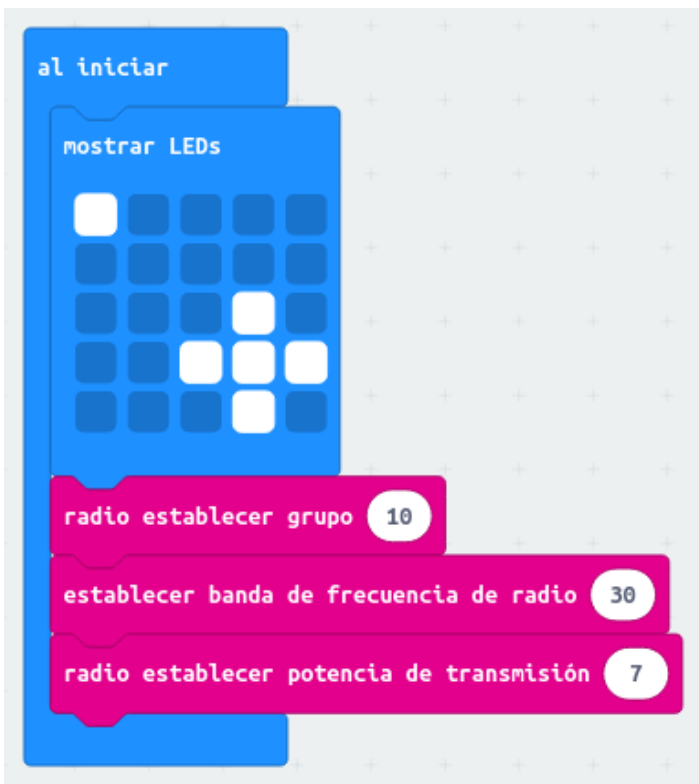 al iniciar
mostrar LEDs
radio establecer grupo 10
establecer banda de frecuencia de radio 30
radio establecer potencia de transmisión 7